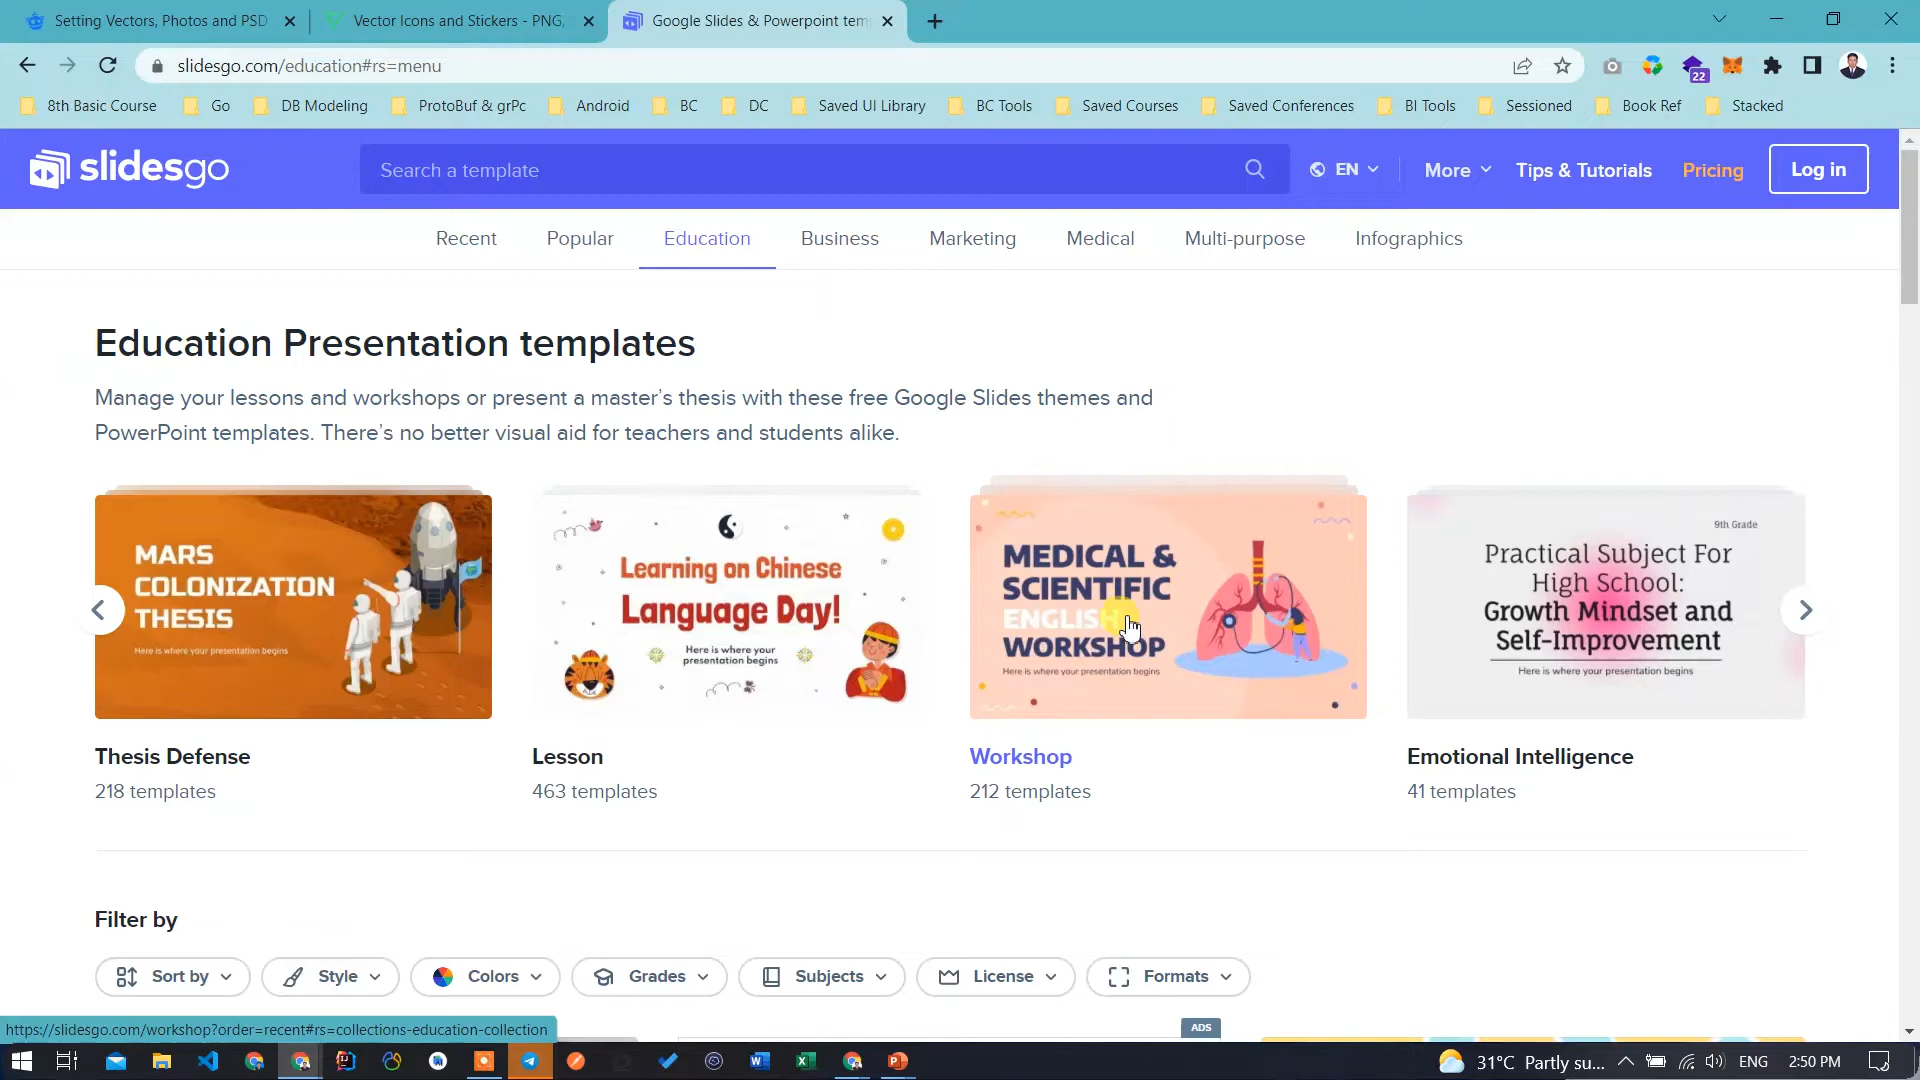 Setting Vectors, Photos and PSD
Vector Icons and Stickers - PNG,
Google Slides & Powerpoint tem
slidesgo.com/education#rs=menu
22
8th Basic Course
Go
DB Modeling
ProtoBuf & grPc
Android
BC
DC
Saved UI Library
BC Tools
Saved Courses
Saved Conferences
BI Tools
Sessioned
Book Ref
Stacked
slidesgo
Search a template
EN
More
Tips & Tutorials
Pricing
Log in
Recent
Popular
Education
Business
Marketing
Medical
Multi-purpose
Infographics
Education Presentation templates
Manage your lessons and workshops or present a master’s thesis with these free Google Slides themes and
PowerPoint templates. There’s no better visual aid for teachers and students alike.
MARS
COLONIZATION
THESIS
Here is where your presentation begins
Learning on Chinese
Language Day!
Here is where your
presentation begins
MEDICAL &
SCIENTIFIC
ENGLISH
WORKSHOP
Here is where your presentation begins
9th Grade
Practical Subject For
High School:
Growth Mindset and
Self-Improvement
Here is where your presentation begins
Thesis Defense
218 templates
Lesson
463 templates
Workshop
212 templates
Emotional Intelligence
41 templates
Filter by
Sort by
Style
Colors
Grades
Subjects
License
Formats
https://slidesgo.com/workshop?order=recent#rs=collections-education-collection
ADS
31°C Partly su...
ENG
2:50 PM